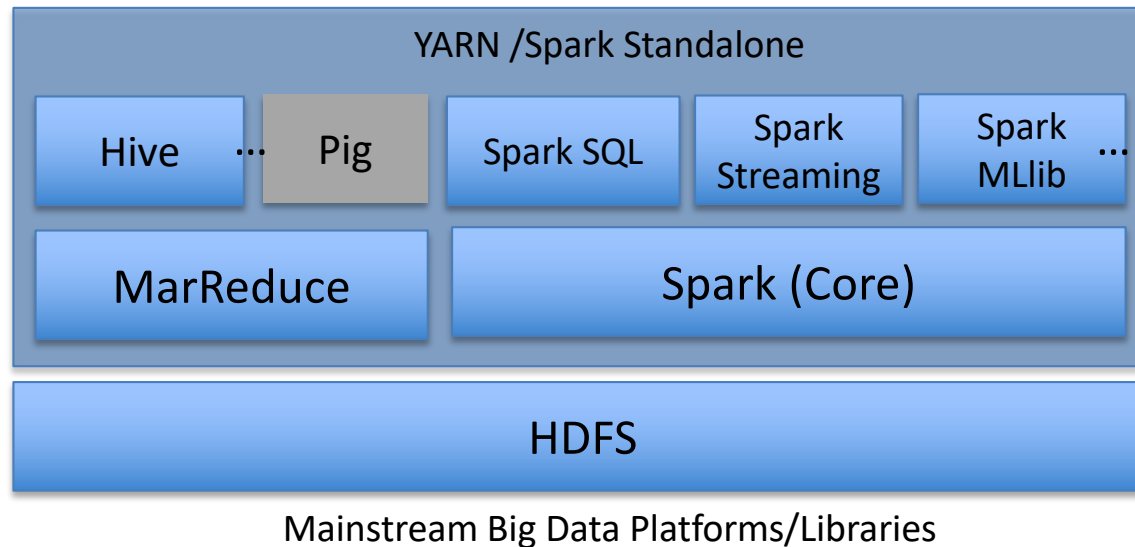 YARN /Spark Standalone
Hive
...
Pig
Spark SQL
Spark
Streaming
Spark
MLlib
...
MarReduce
Spark (Core)
HDFS
Mainstream Big Data Platforms/Libraries